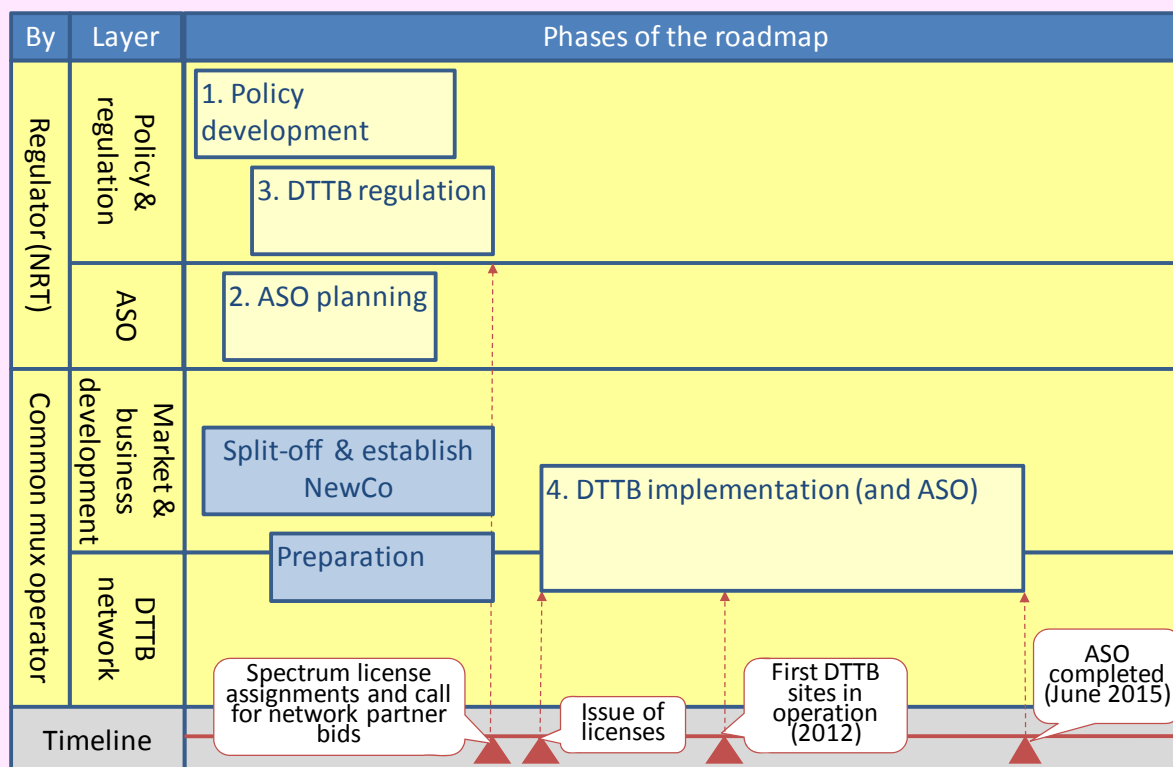 By
Layer
Phases of the roadmap
Regulator (NRT)
Policy &
regulation
1. Policy
development
3. DTTB regulation
ASO
2. ASO planning
Common mux operator
Market &
business
development
Split-off & establish
NewCo
4. DTTB implementation (and ASO)
Preparation
DTTB
network
Spectrum license
assignments and call
for network partner
bids
Issue of
licenses
First DTTB
sites in
operation
(2012)
ASO
completed
(June 2015)
Timeline